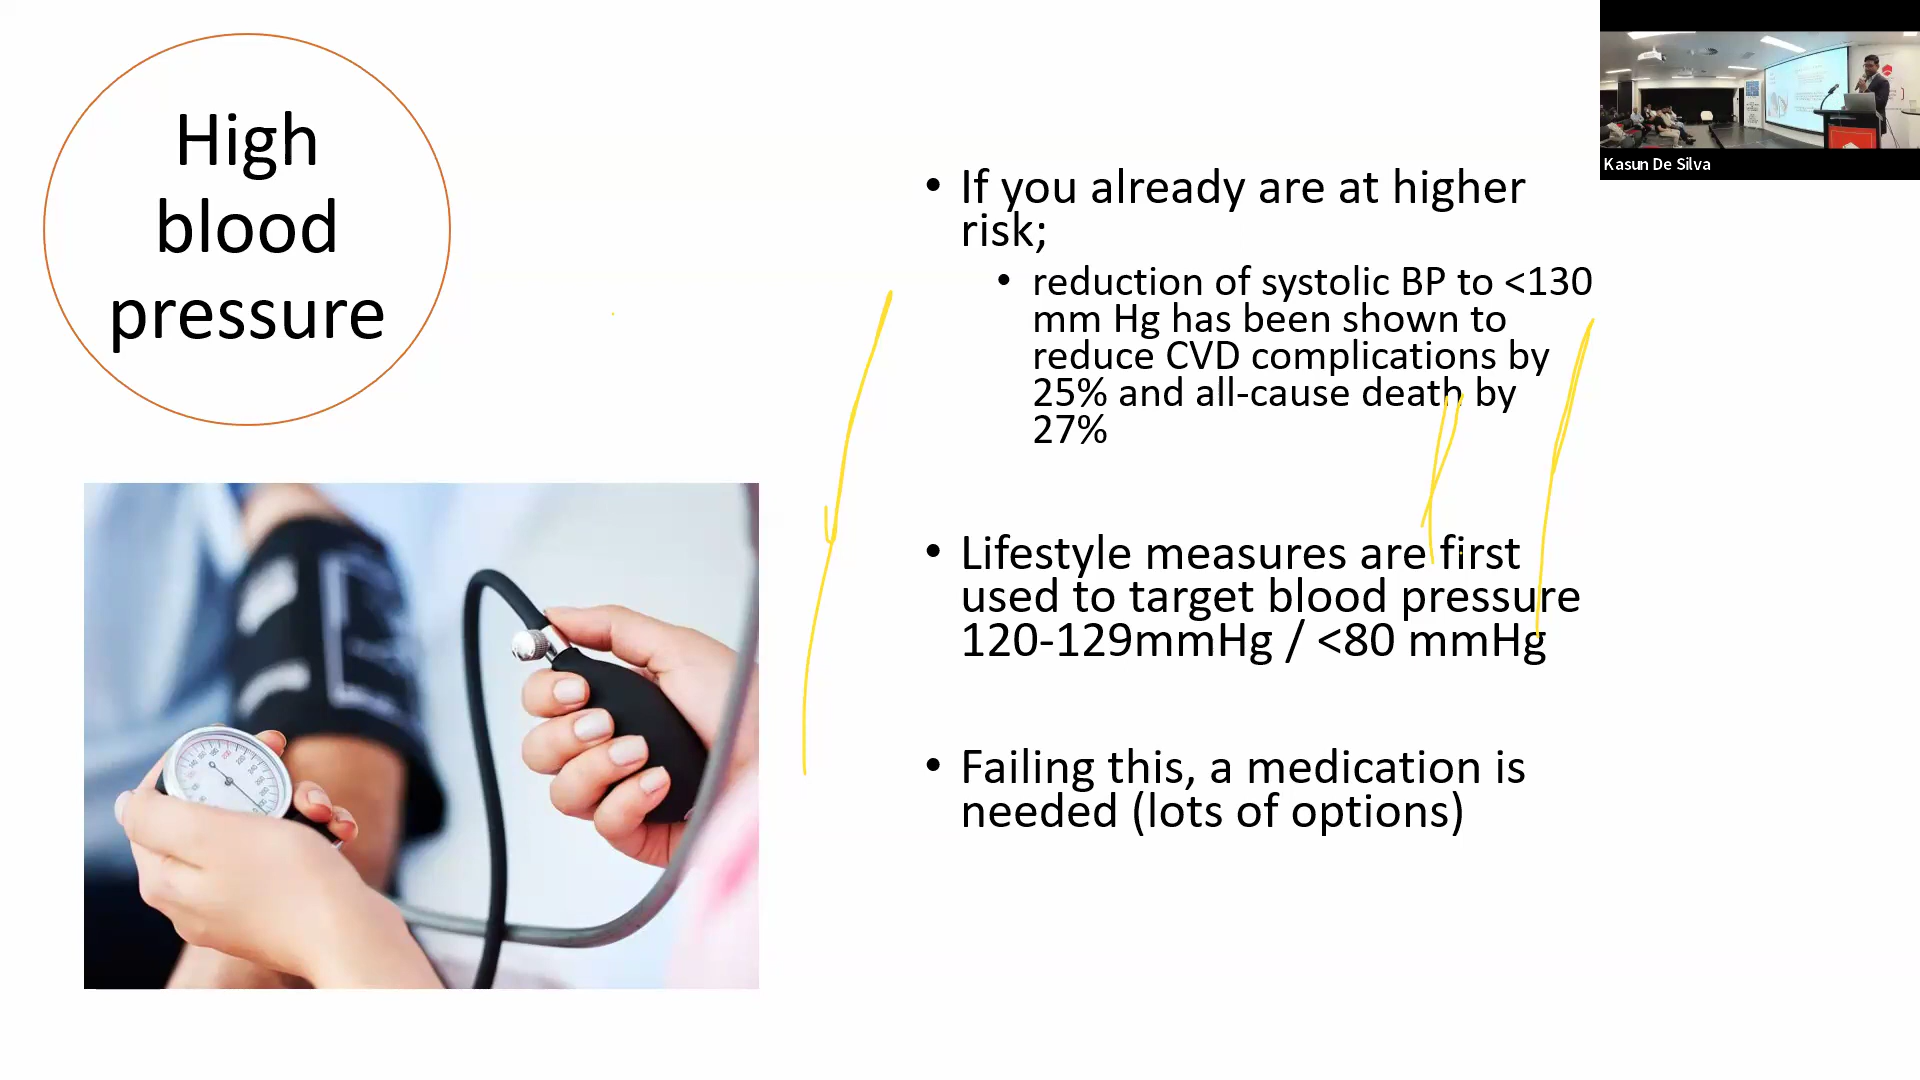 High
blood
pressure
• If you already are at higher
risk;
• reduction of systolic BP to <130
mm Hg has been shown to
reduce CVD complications by
25% and all-cause death by
27%
• Lifestyle measures are first
used to target blood pressure
120-129mmHg / <80 mmHg
• Failing this, a medication is
needed (lots of options)
Kasun De Silva